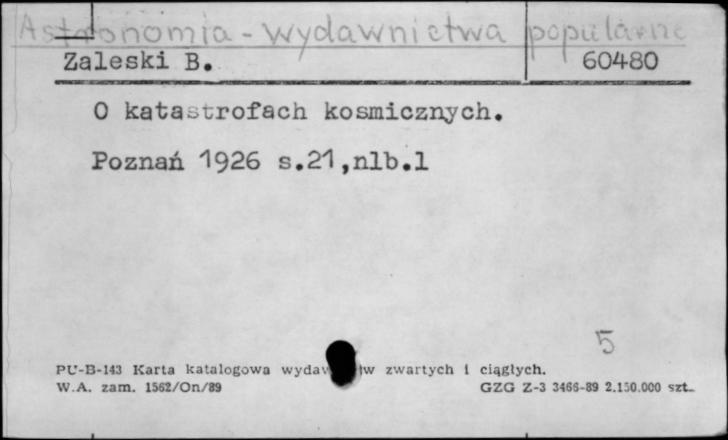 Astronomia - wydawnictwa popularne
Zaleski B. 60480
O katastrofach kosmicznych.
Poznań 1926 s.21,nlb.1
5
PU-B-143 Karta katalogowa wydaw w zwartych i ciągłych.
W.A. zam. 1562/On/89 GZG Z-3 3466-89 2.150.000 szt.